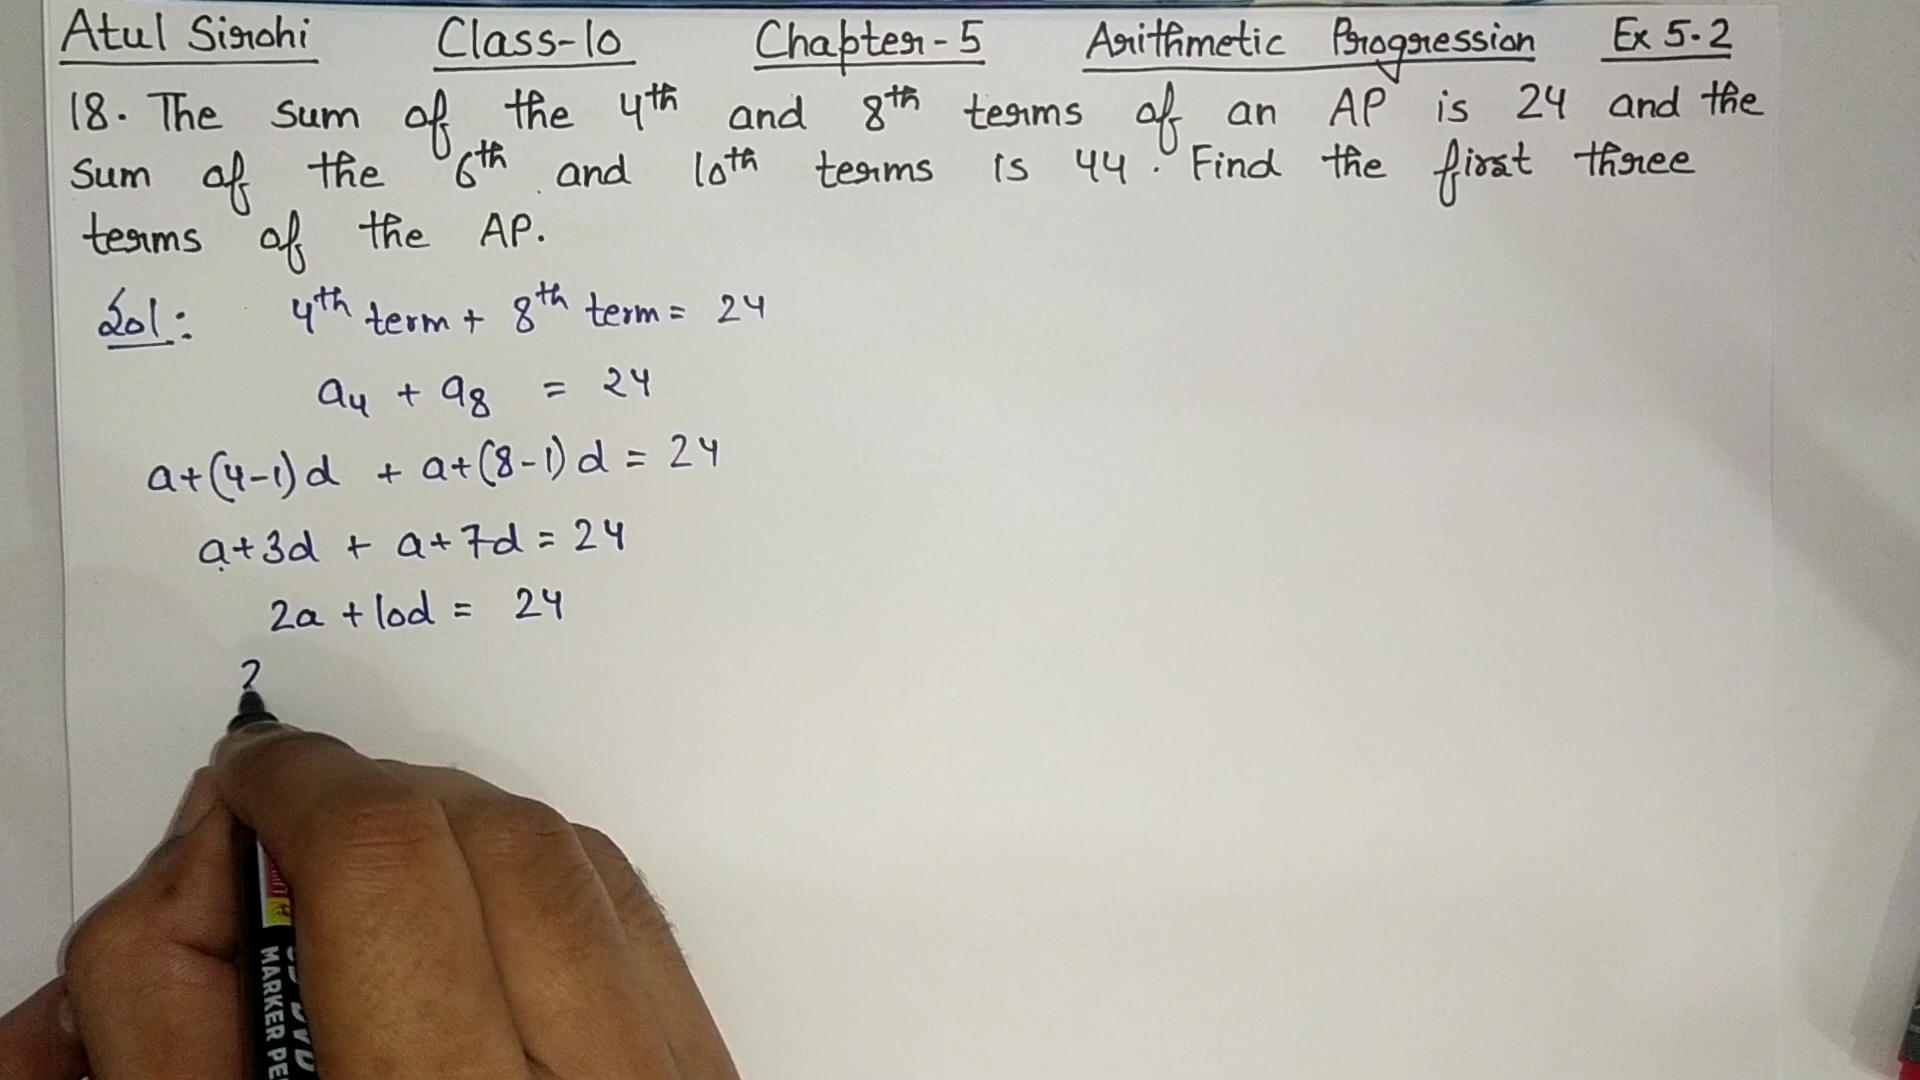 Atul Sirohi Class-10 Chapter-5 Arithmetic Progression Ex 5.2
18. The sum of the 4th and 8th terms of an AP is 24 and the
sum of the 6th and 10th terms is 44. Find the first three
terms of the AP.
Sol: 4th term + 8th term = 24
a4 + a8 = 24
a+(4-1)d + a+(8-1)d = 24
a+3d + a+7d = 24
2a + 10d = 24
2
MARKER PE